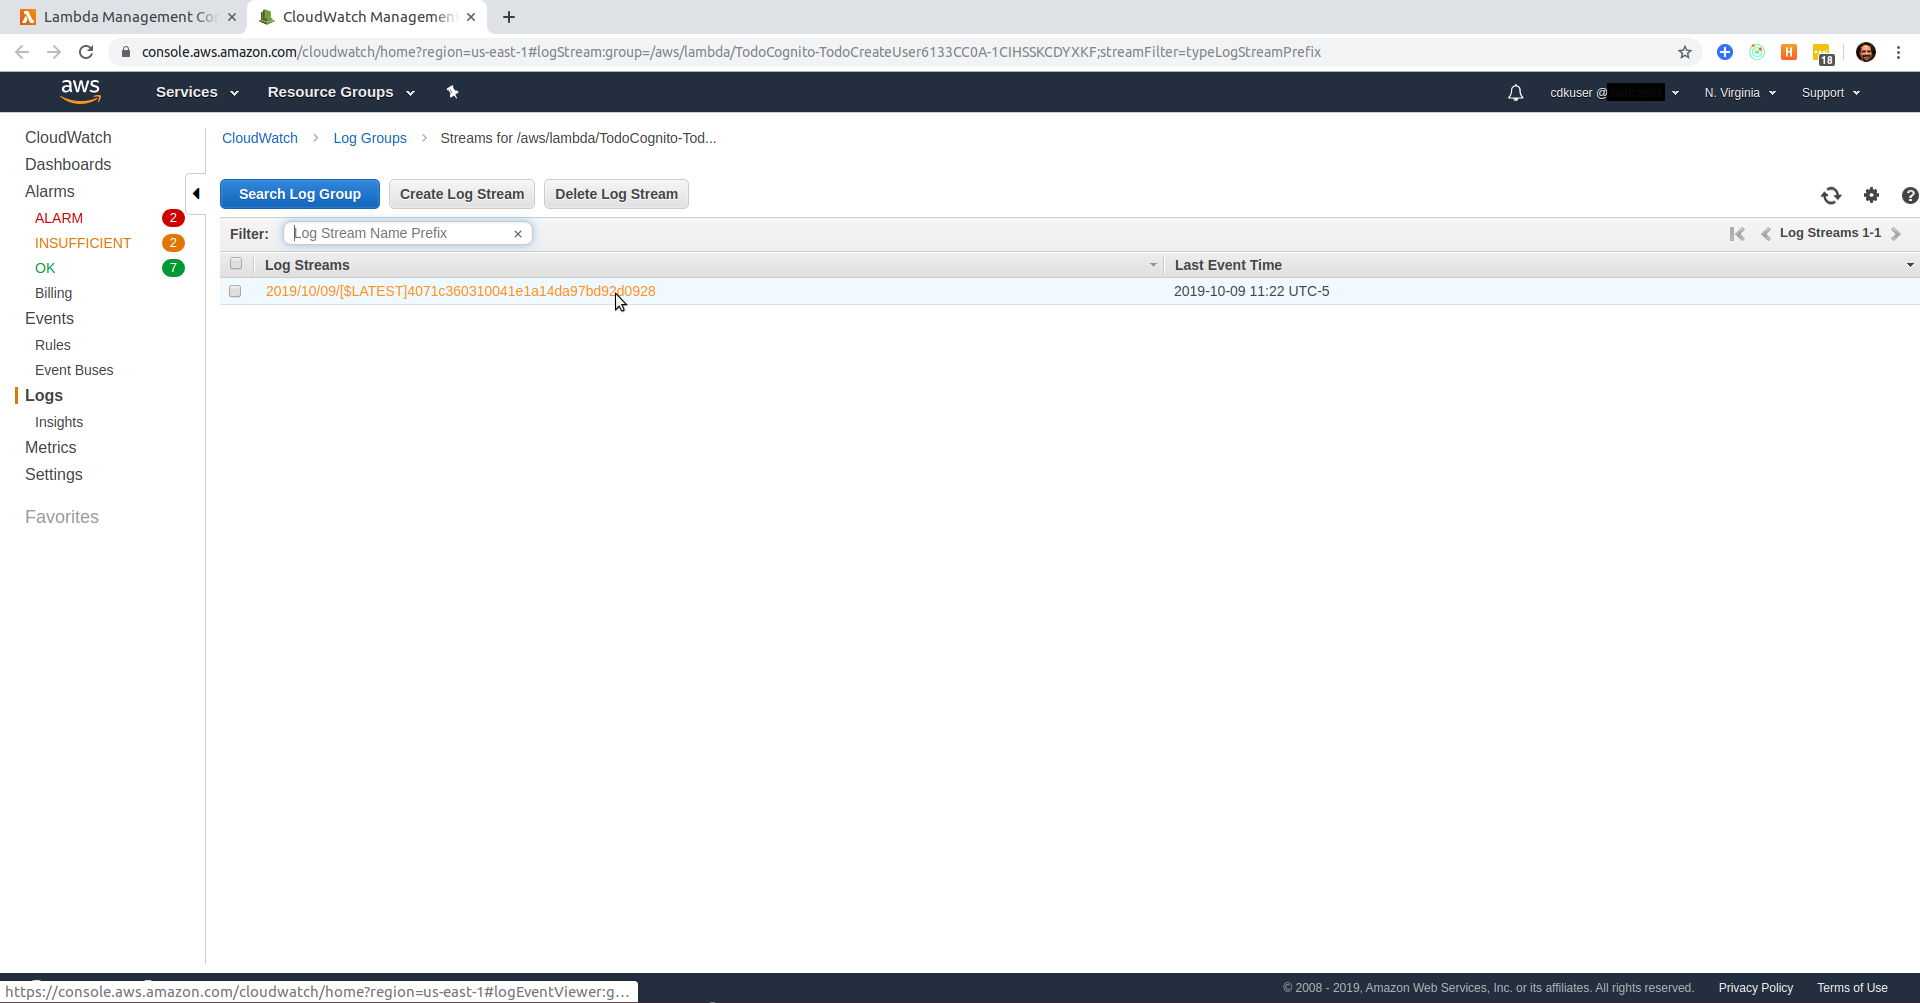 Lambda Management Co
CloudWatch Managemen
console.aws.amazon.com/cloudwatch/home?region=us-east-1#logStream:group=/aws/lambda/TodoCognito-TodoCreateUser6133CC0A-1CIHSSKCDYXKF;streamFilter=typeLogStreamPrefix
H
18
aws
Services
Resource Groups
cdkuser @
N. Virginia
Support
CloudWatch
Dashboards
Alarms
ALARM 2
INSUFFICIENT 2
OK 7
Billing
Events
Rules
Event Buses
Logs
Insights
Metrics
Settings
Favorites
CloudWatch > Log Groups > Streams for /aws/lambda/TodoCognito-Tod...
Search Log Group
Create Log Stream
Delete Log Stream
Filter: Log Stream Name Prefix
Log Streams 1-1
Log Streams
Last Event Time
2019/10/09/[$LATEST]4071c360310041e1a14da97bd92d0928
2019-10-09 11:22 UTC-5
https://console.aws.amazon.com/cloudwatch/home?region=us-east-1#logEventViewer:g...
© 2008 - 2019, Amazon Web Services, Inc. or its affiliates. All rights reserved.
Privacy Policy
Terms of Use